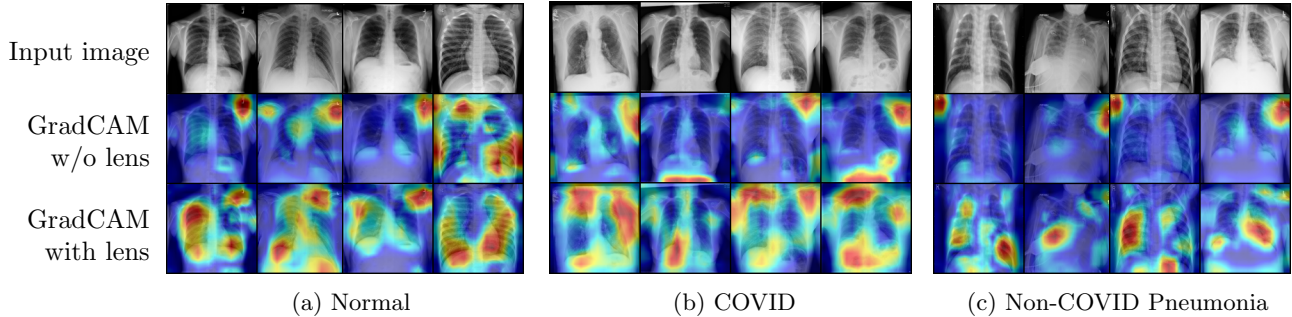 Input image
GradCAM
w/o lens
GradCAM
with lens
(a) Normal
(b) COVID
(c) Non-COVID Pneumonia